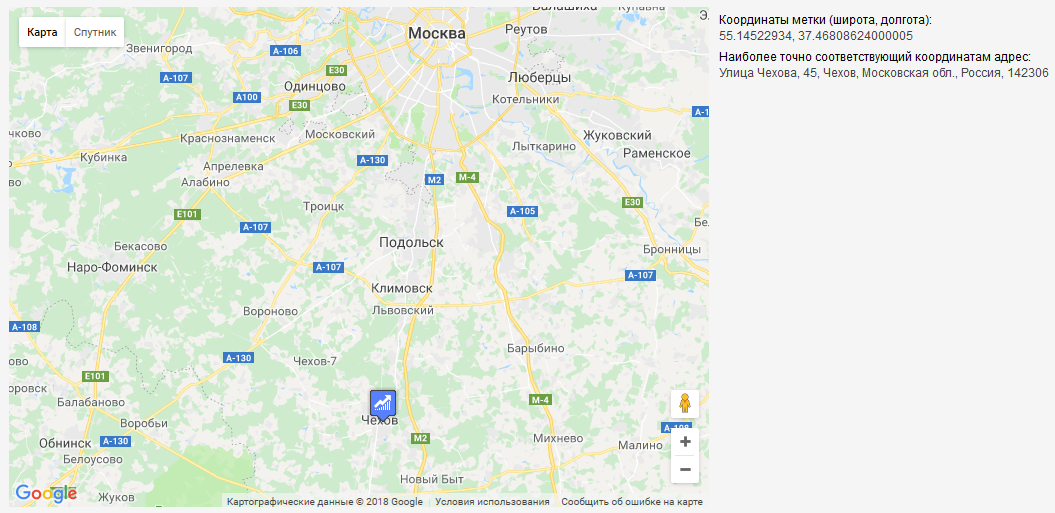 Балашиха
Купавна
Карта
Спутник
Москва
Реутов
Э
Звенигород
A-106
E30
A-107
Люберцы
Одинцово
A100
E30
Котельники
A-1
Московский
Жуковский
чково
Краснознаменск
Лыткарино
Раменское
Кубинка
A-130
Апрелевка
во
Алабино
M2
M-4
E30
Троицк
A-105
E101
A-107
Бе
Бекасово
Подольск
Бронницы
Наро-Фоминск
A-107
A-107
Климовск
Вороново
Львовский
A-108
Барыбино
A-130
Чехов-7
ово
E101
оровск
M-4
Балабаново
Чехов
Воробьи
A-108
Обнинск
A-130
M2
Михнево
Малино
+
Белоусово
−
Новый Быт
Google
Жуков
Картографические данные © 2018 Google
Условия использования
Сообщить об ошибке на карте
Координаты метки (широта, долгота):
55.14522934, 37.46808624000005
Наиболее точно соответствующий координатам адрес:
Улица Чехова, 45, Чехов, Московская обл., Россия, 142306